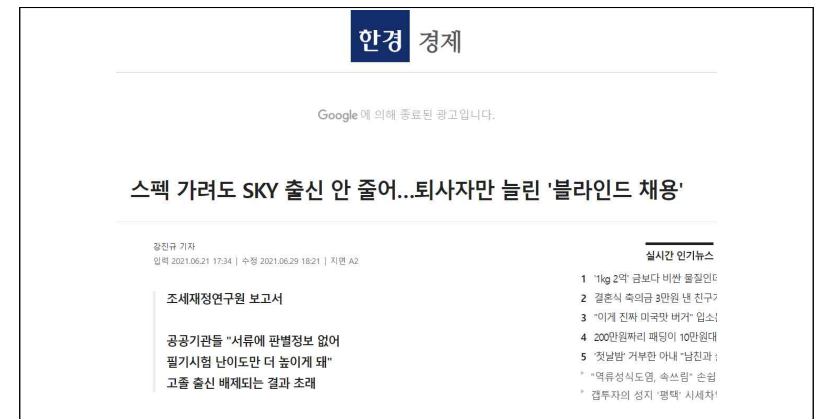 한경 경제
Google 에 의해 종료된 광고입니다.
스펙 가려도 SKY 출신 안 줄어...퇴사자만 늘린 '블라인드 채용'
강진규 기자
입력 2021.06.21 17:34 | 수정 2021.06.29 18:21 | 지면 A2
조세재정연구원 보고서
공공기관들 "서류에 판별정보 없어
필기시험 난이도만 더 높이게 돼"
고졸 출신 배제되는 결과 초래
실시간 인기뉴스
1 '1kg 2억' 금보다 비싼 물질인데
2 결혼식 축의금 3만원 낸 친구가
3 "이게 진짜 미국맛 버거" 입소
4 200만원짜리 패딩이 10만원대
5 '첫날밤' 거부한 아내 "남친과
"역류성식도염, 속쓰림" 손쉽
갭투자의 성지 '평택' 시세차